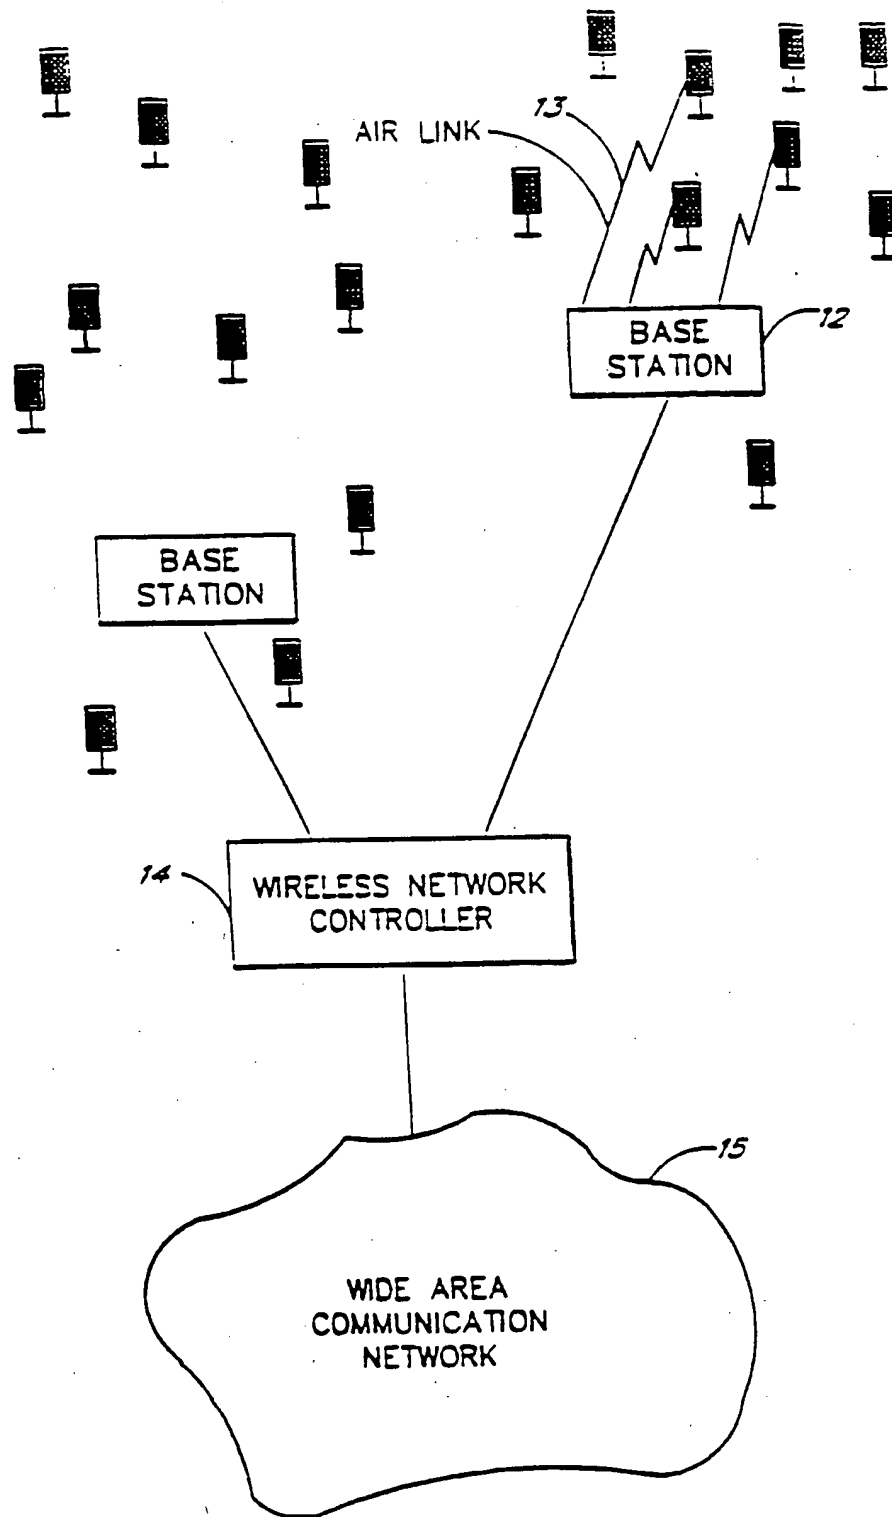 13
AIR LINK
BASE
STATION
12
BASE
STATION
14
WIRELESS NETWORK
CONTROLLER
15
WIDE AREA
COMMUNICATION
NETWORK